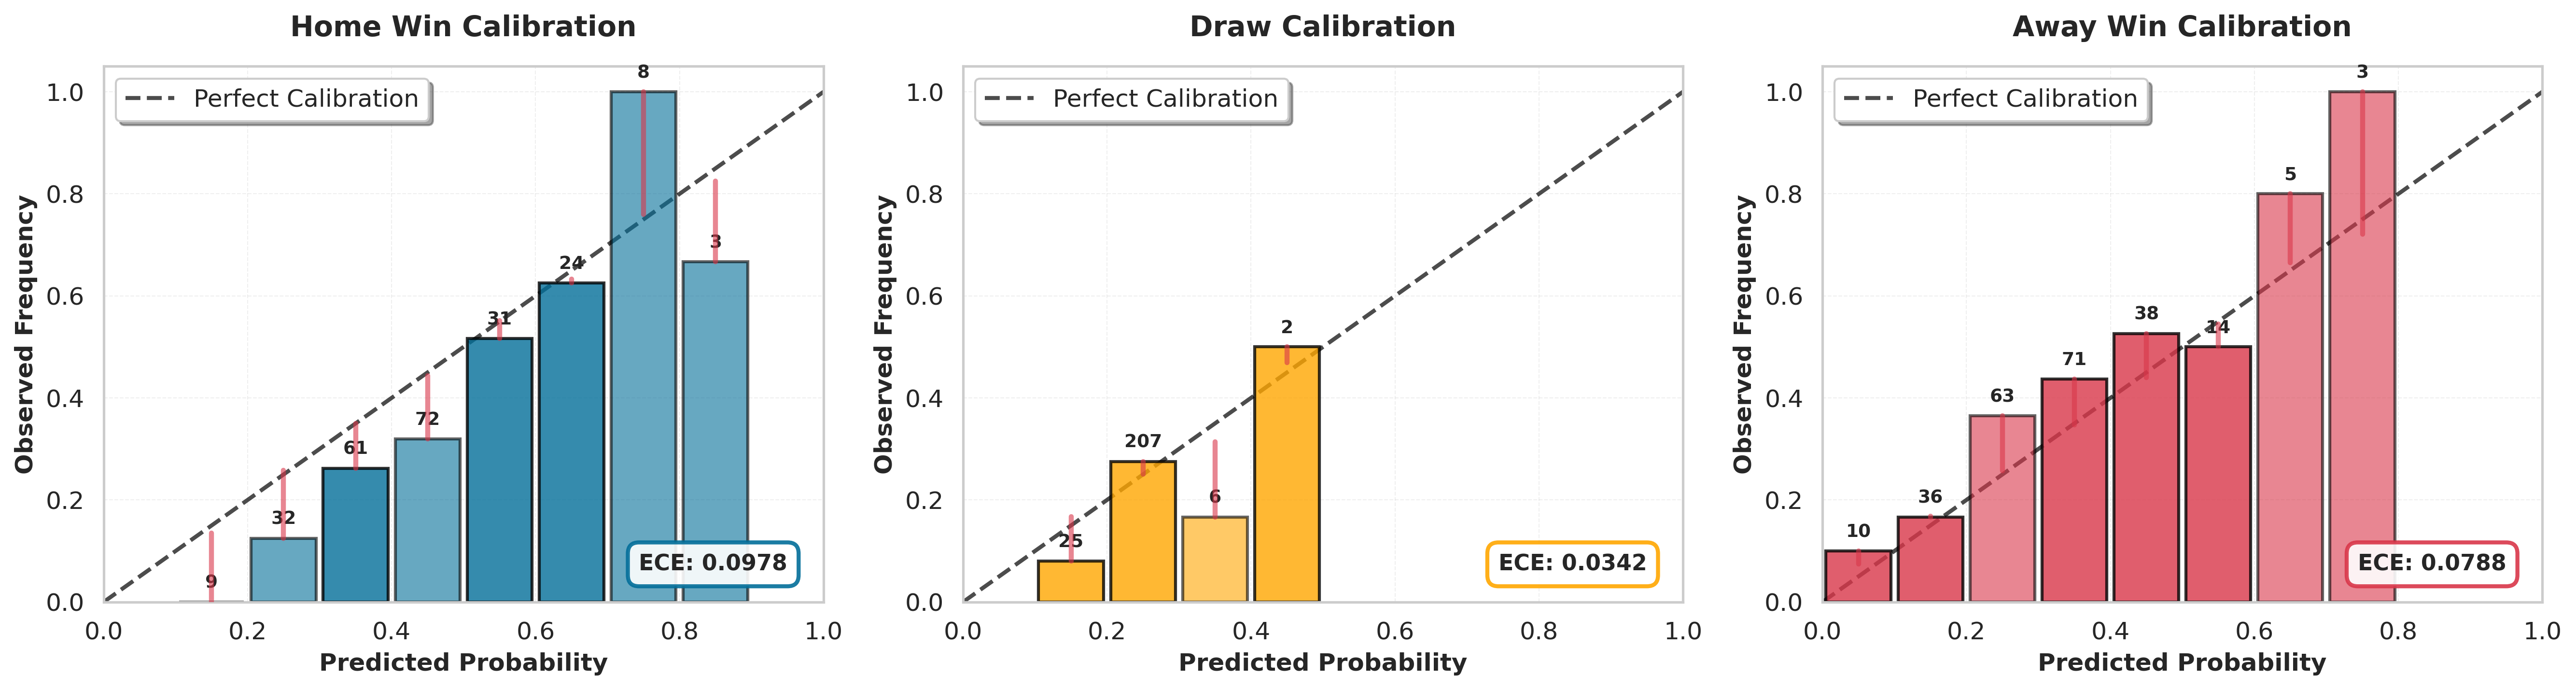 Home Win Calibration
Perfect Calibration
8
3
24
31
72
61
32
9
ECE: 0.0978
1.0
0.8
0.6
0.4
0.2
0.0
0.0 0.2 0.4 0.6 0.8 1.0
Observed Frequency
Predicted Probability
Draw Calibration
Perfect Calibration
25
207
6
2
ECE: 0.0342
1.0
0.8
0.6
0.4
0.2
0.0
0.0 0.2 0.4 0.6 0.8 1.0
Observed Frequency
Predicted Probability
Away Win Calibration
Perfect Calibration
10
36
63
71
38
14
5
3
ECE: 0.0788
1.0
0.8
0.6
0.4
0.2
0.0
0.0 0.2 0.4 0.6 0.8 1.0
Observed Frequency
Predicted Probability